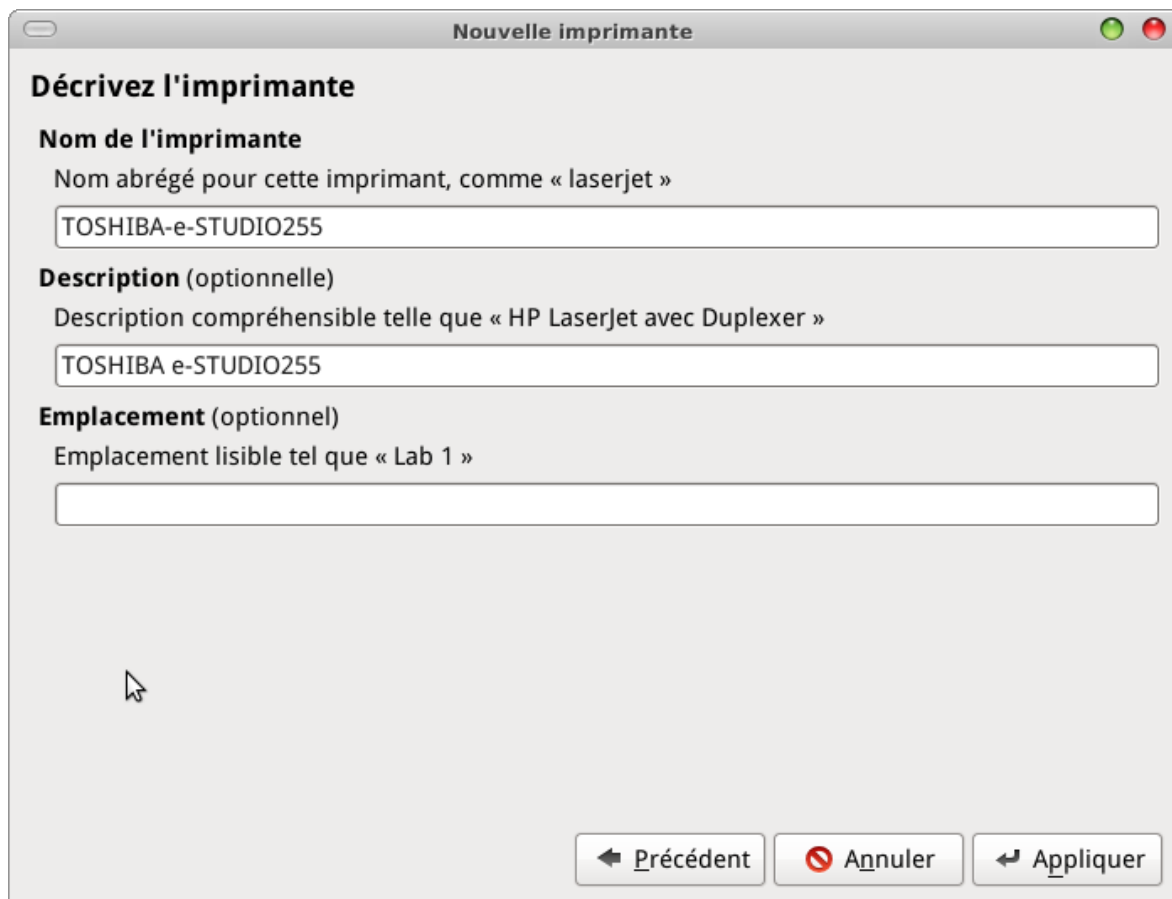 Nouvelle imprimante
Décrivez l'imprimante
Nom de l'imprimante
Nom abrégé pour cette imprimant, comme « laserjet »
TOSHIBA-e-STUDIO255
Description (optionnelle)
Description compréhensible telle que « HP LaserJet avec Duplexer »
TOSHIBA e-STUDIO255
Emplacement (optionnel)
Emplacement lisible tel que « Lab 1 »
Précédent Annuler Appliquer